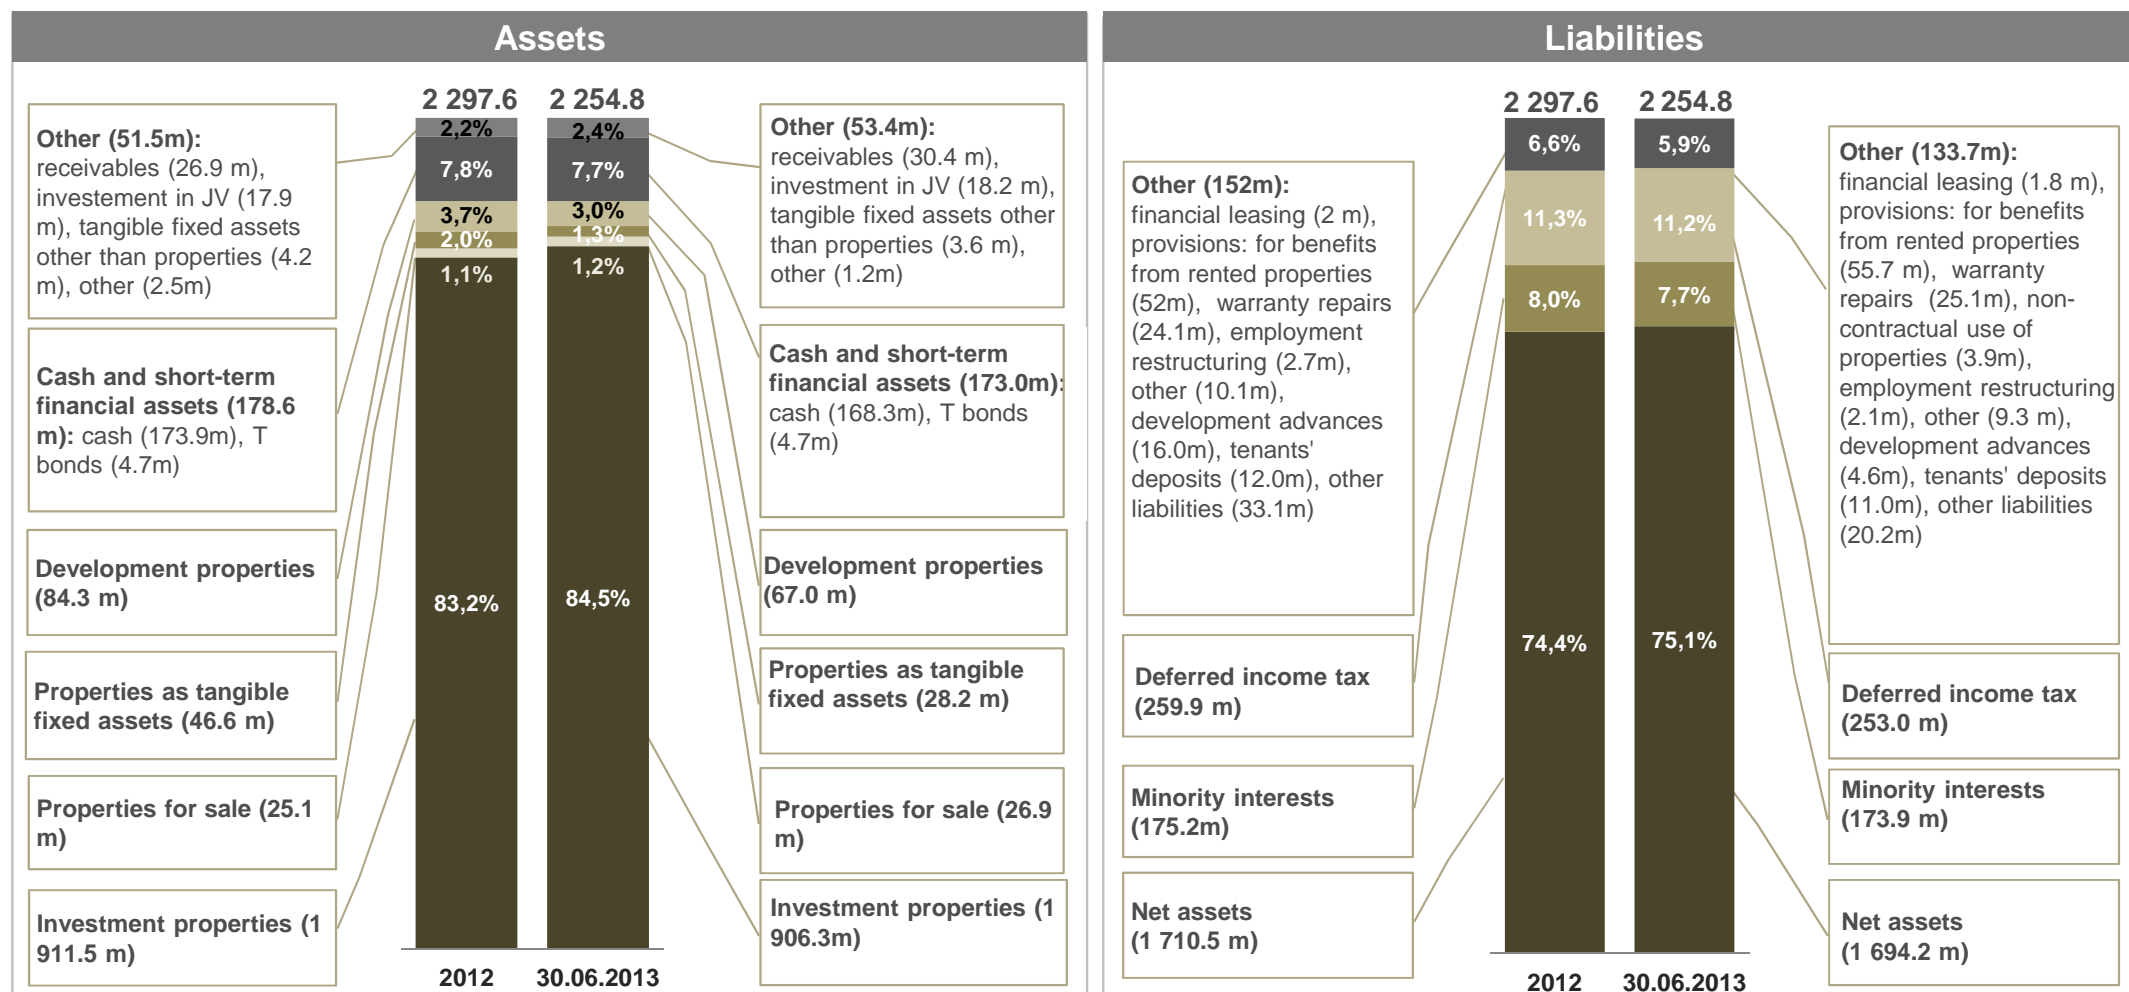 Assets
2 297.6
2 254.8
Other (51.5m):
receivables (26.9 m),
investement in JV (17.9
m), tangible fixed assets
other than properties (4.2
m), other (2.5m)
Cash and short-term
financial assets (178.6
m): cash (173.9m), T
bonds (4.7m)
Development properties
(84.3 m)
Properties as tangible
fixed assets (46.6 m)
Properties for sale (25.1
m)
Investment properties (1
911.5 m)
2,2%
7,8%
3,7%
2,0%
1,1%
83,2%
2012
2,4%
7,7%
3,0%
1,3%
1,2%
84,5%
30.06.2013
Other (53.4m):
receivables (30.4 m),
investment in JV (18.2 m),
tangible fixed assets other
than properties (3.6 m),
other (1.2m)
Cash and short-term
financial assets (173.0m):
cash (168.3m), T bonds
(4.7m)
Development properties
(67.0 m)
Properties as tangible
fixed assets (28.2 m)
Properties for sale (26.9
m)
Investment properties (1
906.3m)
Liabilities
2 297.6
2 254.8
Other (152m):
financial leasing (2 m),
provisions: for benefits
from rented properties
(52m), warranty repairs
(24.1m), employment
restructuring (2.7m),
other (10.1m),
development advances
(16.0m), tenants'
deposits (12.0m), other
liabilities (33.1m)
Deferred income tax
(259.9 m)
Minority interests
(175.2m)
Net assets
(1 710.5 m)
6,6%
11,3%
8,0%
74,4%
2012
5,9%
11,2%
7,7%
75,1%
30.06.2013
Other (133.7m):
financial leasing (1.8 m),
provisions: for benefits
from rented properties
(55.7 m), warranty
repairs (25.1m), non-
contractual use of
properties (3.9m),
employment restructuring
(2.1m), other (9.3 m),
development advances
(4.6m), tenants' deposits
(11.0m), other liabilities
(20.2m)
Deferred income tax
(253.0 m)
Minority interests
(173.9 m)
Net assets
(1 694.2 m)